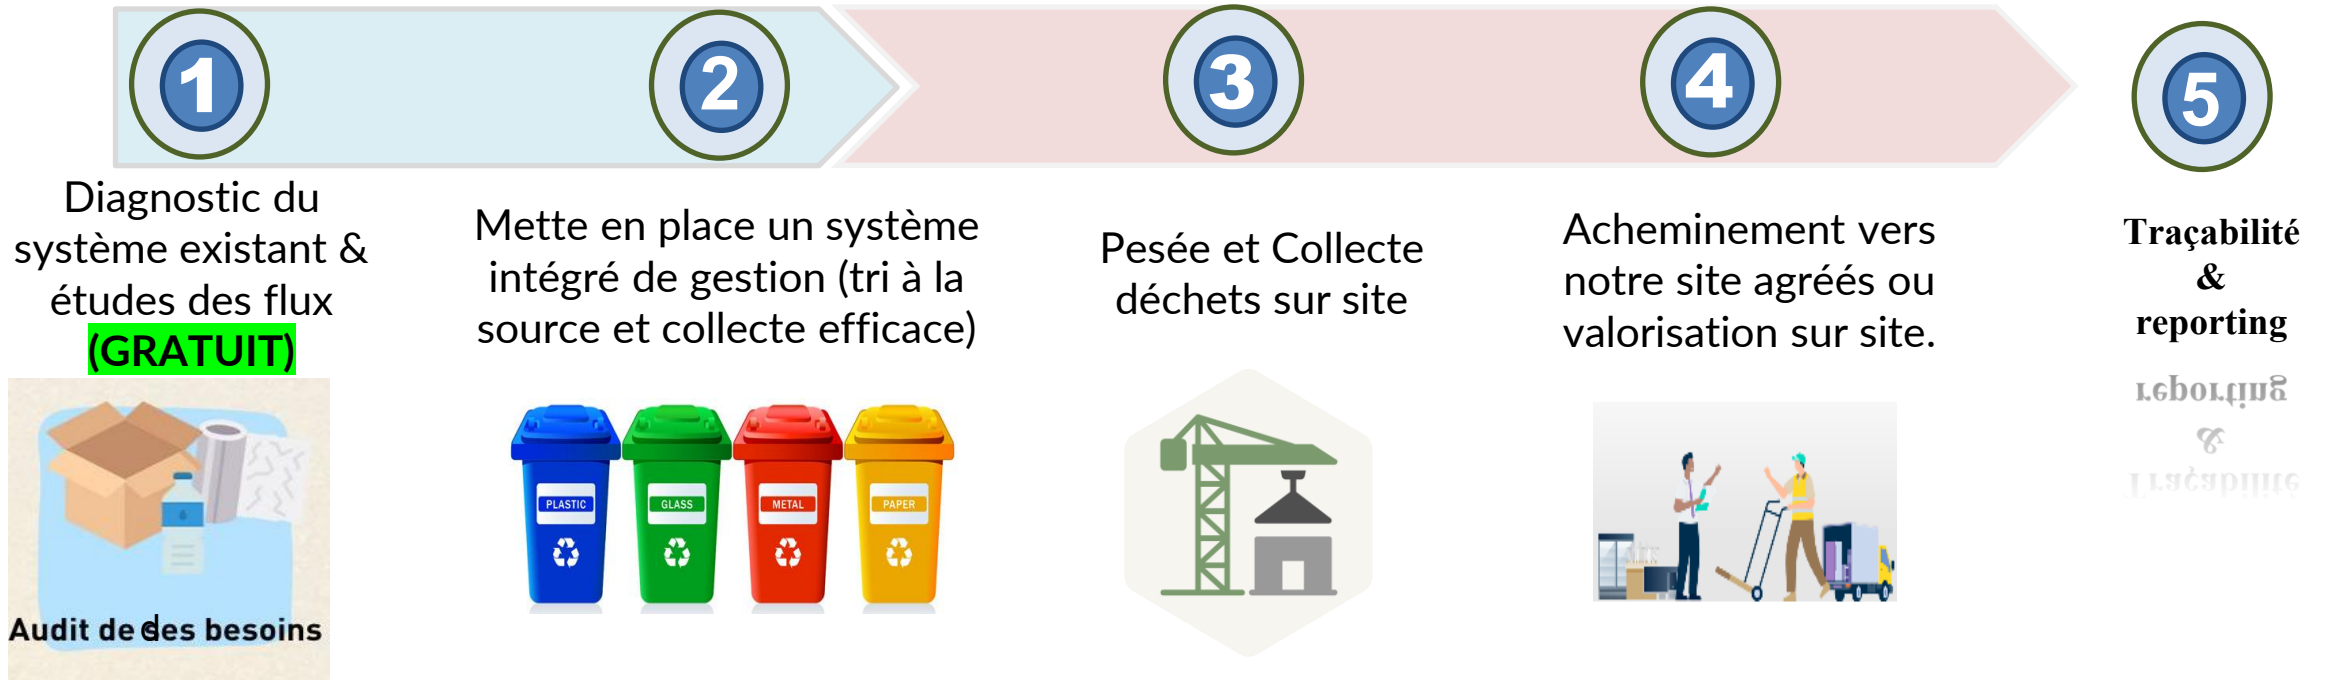 1
2
3
4
5
Diagnostic du
système existant &
études des flux
(GRATUIT)
Audit de des besoins
Mette en place un système
intégré de gestion (tri à la
source et collecte efficace)
PLASTIC
GLASS
METAL
PAPER
Pesée et Collecte
déchets sur site
Acheminement vers
notre site agréés ou
valorisation sur site.
Traçabilité
&
reporting